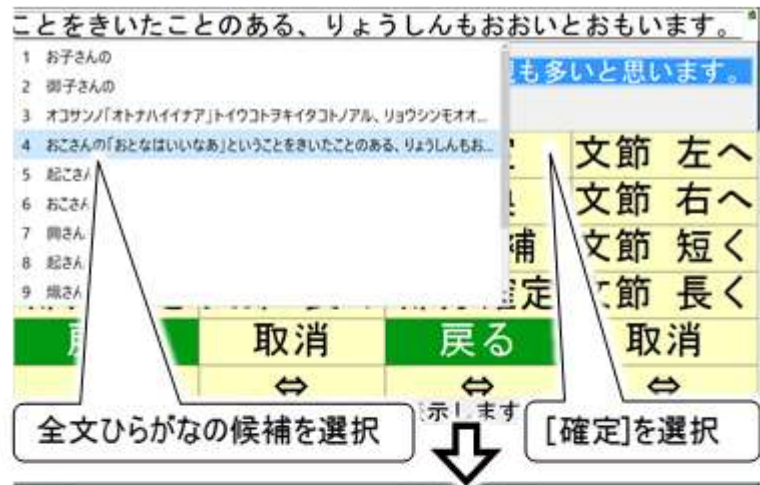 ことをきいたことのある、りょうしんもおおいとおもいます。
1 お子さんの
2 御子さんの
も多いと思います。
3 オコサンノ「オトナハイイナア」トイウコトヲキイタコトノアル、リョウシンモオオ...
4 おこさんの「おとなはいいなあ」ということをきいたことのある、りょうしんもお...
5 起こさん
6 おこさん
7 興さん
8 起さん
9 熾さん
文節 左へ
文節 右へ
補 文節 短く
確定 文節 長く
取消 戻る 取消
⇔ ⇔ ⇔
示します
全文ひらがなの候補を選択
[確定]を選択